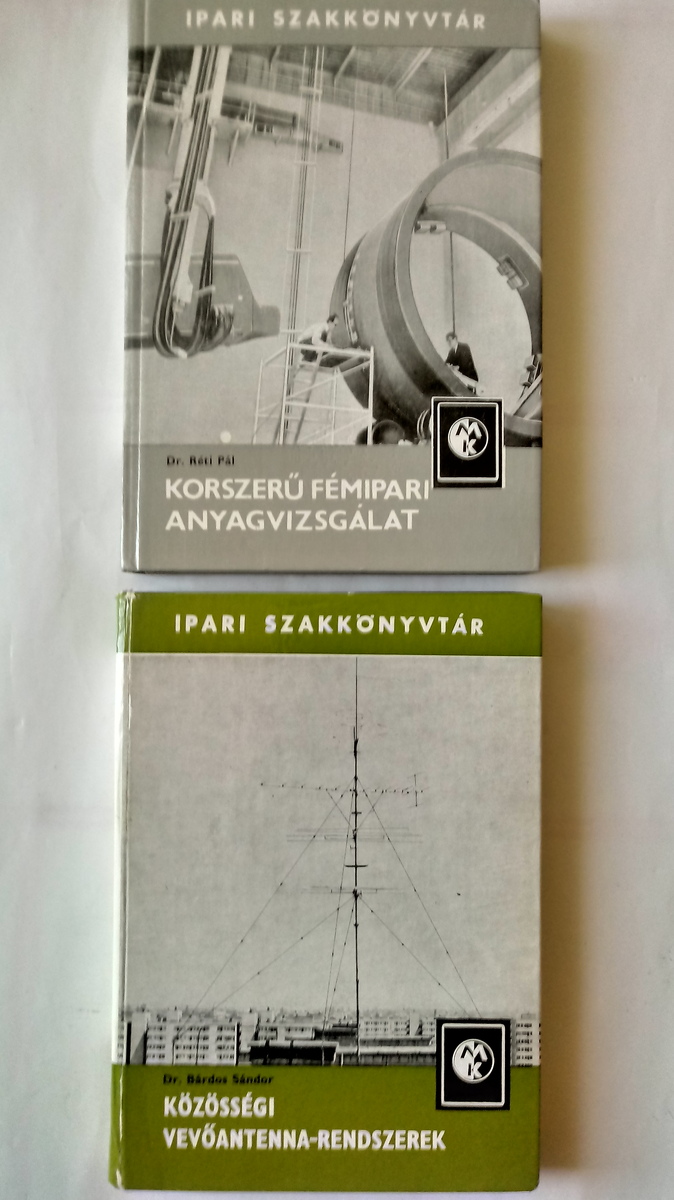 IPARI SZAKKÖNYVTÁR
Dr. Réti Pál
KORSZERŰ FÉMIPARI
ANYAGVIZSGÁLAT
MK
IPARI SZAKKÖNYVTÁR
Dr. Bárdos Sándor
KÖZÖSSÉGI
VEVŐANTENNA-RENDSZEREK
MK